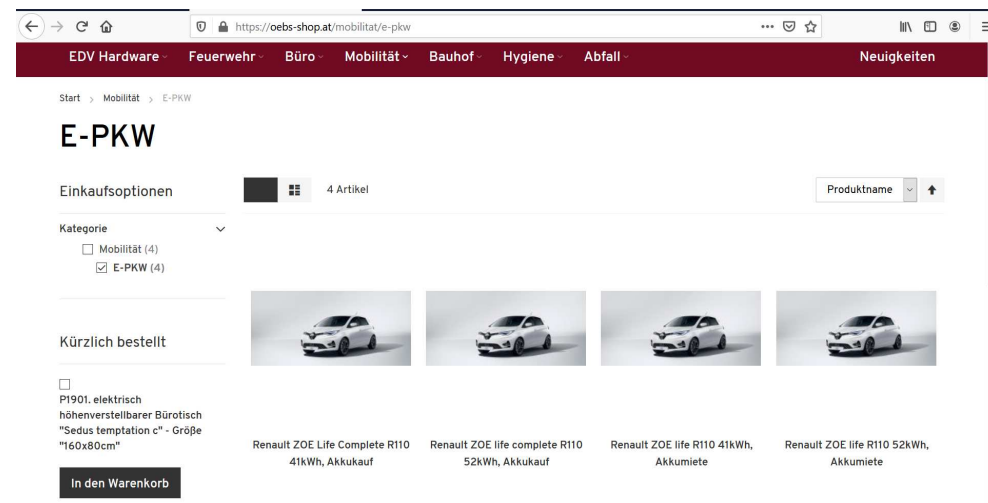 https://oebs-shop.at/mobilitat/e-pkw
EDV Hardware Feuerwehr Büro Mobilität Bauhof Hygiene Abfall Neuigkeiten
Start > Mobilität > E-PKW
E-PKW
Einkaufsoptionen
4 Artikel
Produktname
Kategorie
Mobilität (4)
E-PKW (4)
Kürzlich bestellt
P1901. elektrisch
höhenverstellbarer Bürotisch
"Sedus temptation c" - Größe
"160x80cm"
In den Warenkorb
Renault ZOE Life Complete R110
41kWh, Akkukauf
Renault ZOE life complete R110
52kWh, Akkukauf
Renault ZOE life R110 41kWh,
Akkumiete
Renault ZOE life R110 52kWh,
Akkumiete